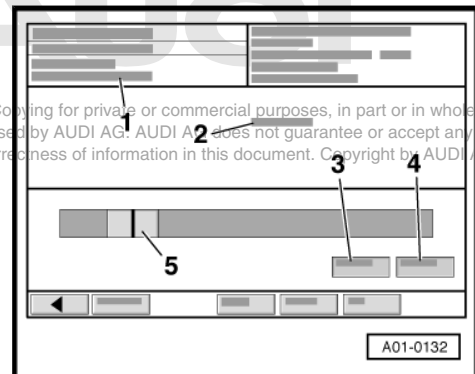 AUDI
Copying for private or commercial purposes, in part or in whole
sed by AUDI AG. AUDI AG does not guarantee or accept any
rrectness of information in this document. Copyright by AUDI A
1
2
3
4
5
A01-0132